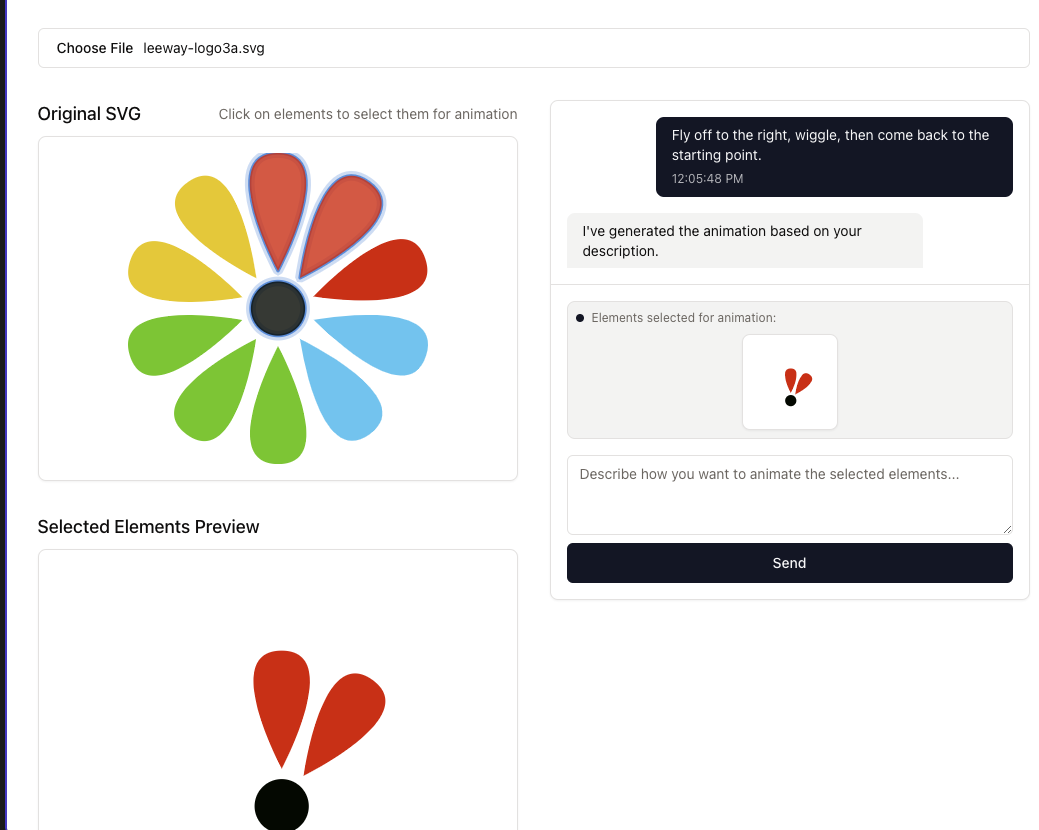 Choose File leeway-logo3a.svg
Original SVG
Click on elements to select them for animation
Selected Elements Preview
Fly off to the right, wiggle, then come back to the
starting point.
12:05:48 PM
I've generated the animation based on your
description.
Elements selected for animation:
Describe how you want to animate the selected elements...
Send